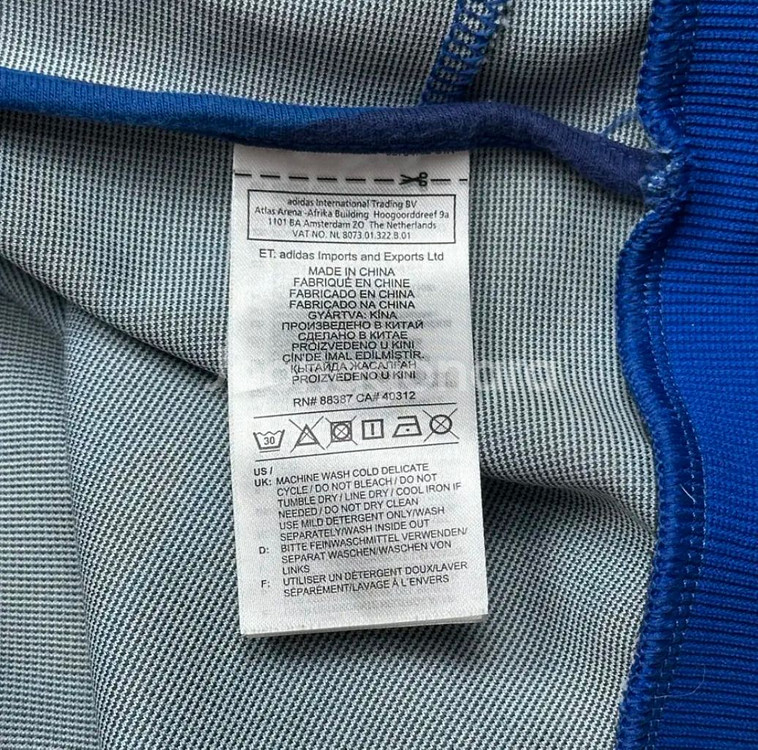 adidas International Trading BV
Atlas Arena -Afrika Building Hoogoorddreef 9a
1101 BA Amsterdam ZO The Netherlands
VAT NO. NL 8073.01.322.B.01
ET: adidas Imports and Exports Ltd
MADE IN CHINA
FABRIQUÉ EN CHINE
FABRICADO EN CHINA
FABRICADO NA CHINA
GYÁRTVA: KÍNA
ПРОИЗВЕДЕНО В КИТАЙ
СДЕЛАНО В КИТАЕ
PROIZVEDENO U KINI
ÇİN'DE İMAL EDİLMİŞTİR.
ҚЫТАЙДА ЖАСАЛҒАН
PROIZVEDENO U KINI
RN# 88387 CA# 40312
30
US /
UK: MACHINE WASH COLD DELICATE
CYCLE / DO NOT BLEACH / DO NOT
TUMBLE DRY / LINE DRY / COOL IRON IF
NEEDED / DO NOT DRY CLEAN
USE MILD DETERGENT ONLY/WASH
SEPARATELY/WASH INSIDE OUT
D: BITTE FEINWASCHMITTEL VERWENDEN/
SEPARAT WASCHEN/WASCHEN VON
LINKS
F: UTILISER UN DÉTERGENT DOUX/LAVER
SÉPARÉMENT/LAVAGE À L'ENVERS